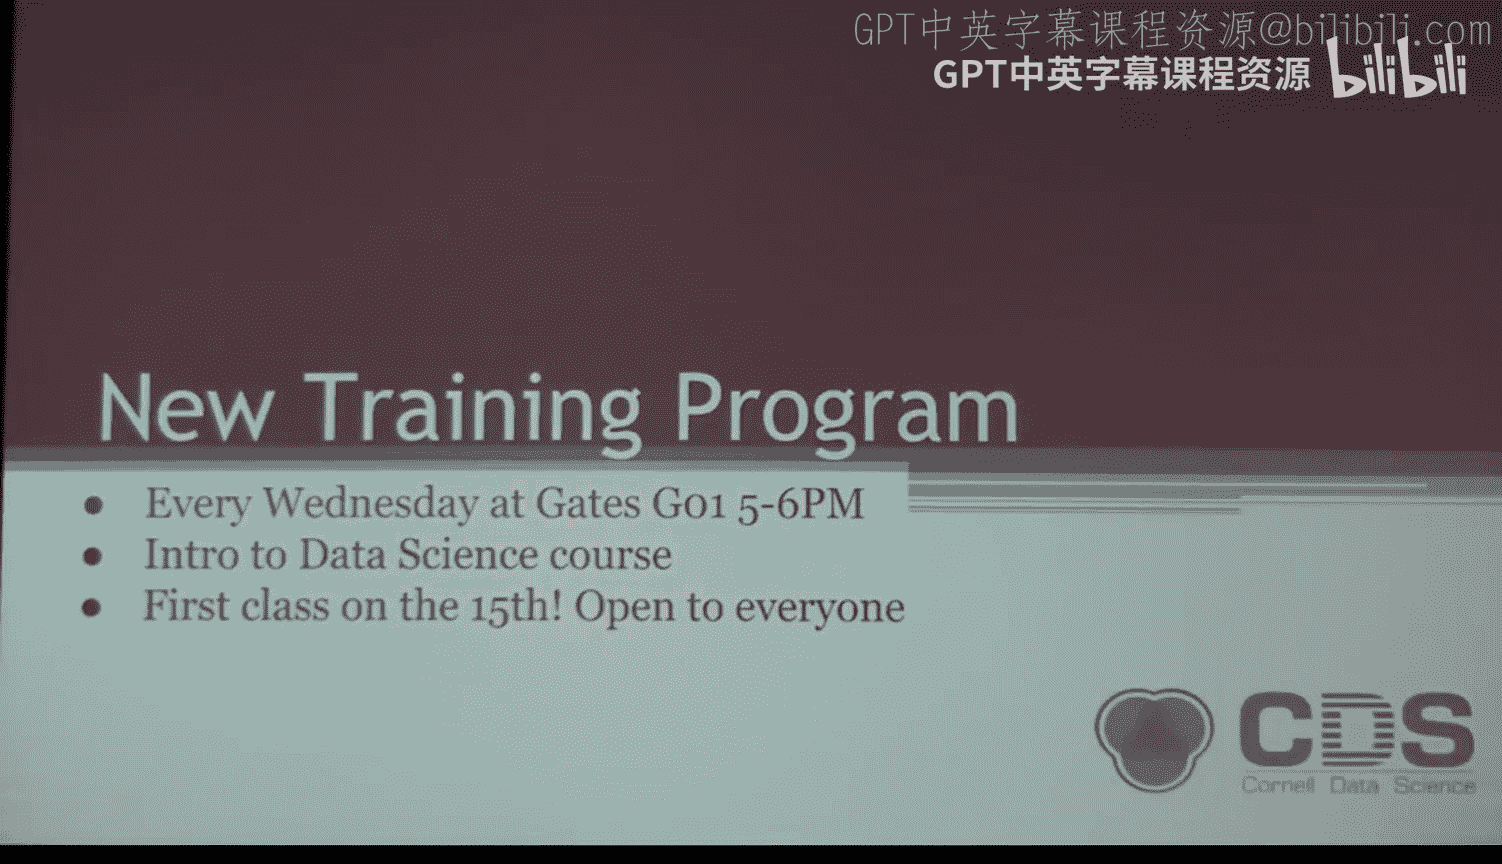 GPT中英字幕课程资源@bilibili.com
GPT中英字幕课程资源 bilibili
New Training Program
• Every Wednesday at Gates G01 5-6PM
• Intro to Data Science course
• First class on the 15th! Open to everyone
CDS
Cornell Data Science